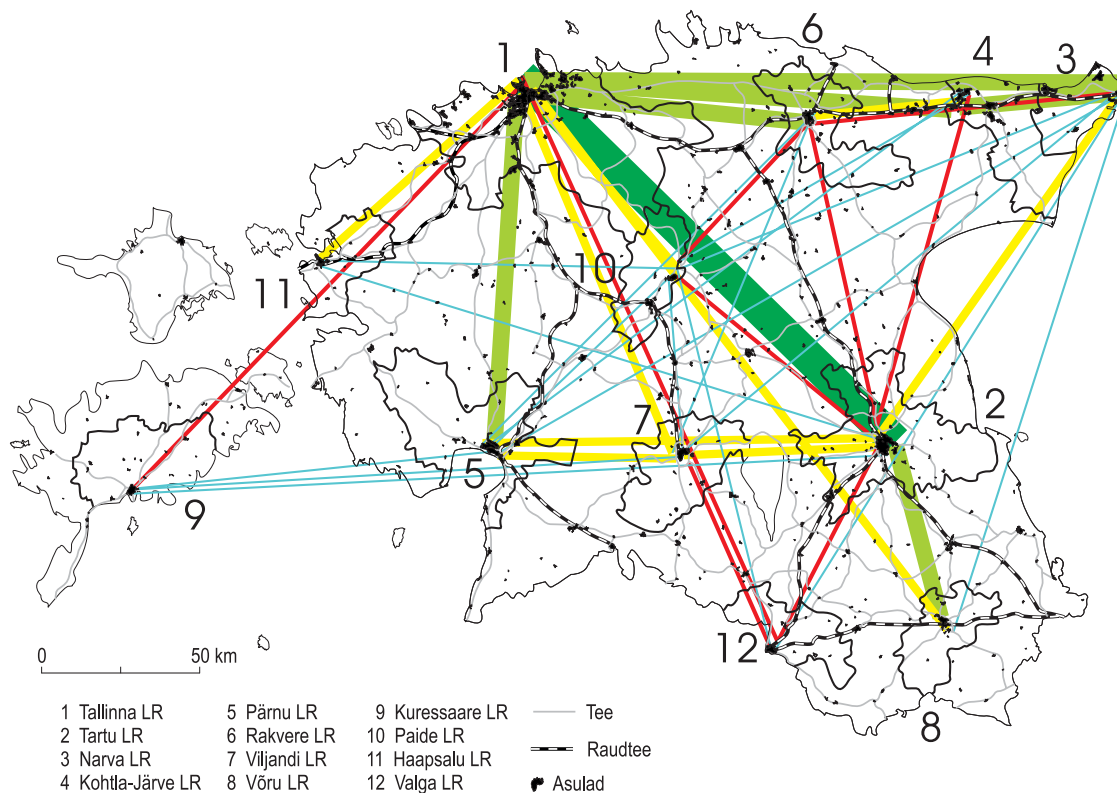 6
1
4
3
10
11
2
7
5
9
12
8
0 50 km
1 Tallinna LR
2 Tartu LR
3 Narva LR
4 Kohtla-Järve LR
5 Pärnu LR
6 Rakvere LR
7 Viljandi LR
8 Võru LR
9 Kuressaare LR
10 Paide LR
11 Haapsalu LR
12 Valga LR
Tee
Raudtee
Asulad